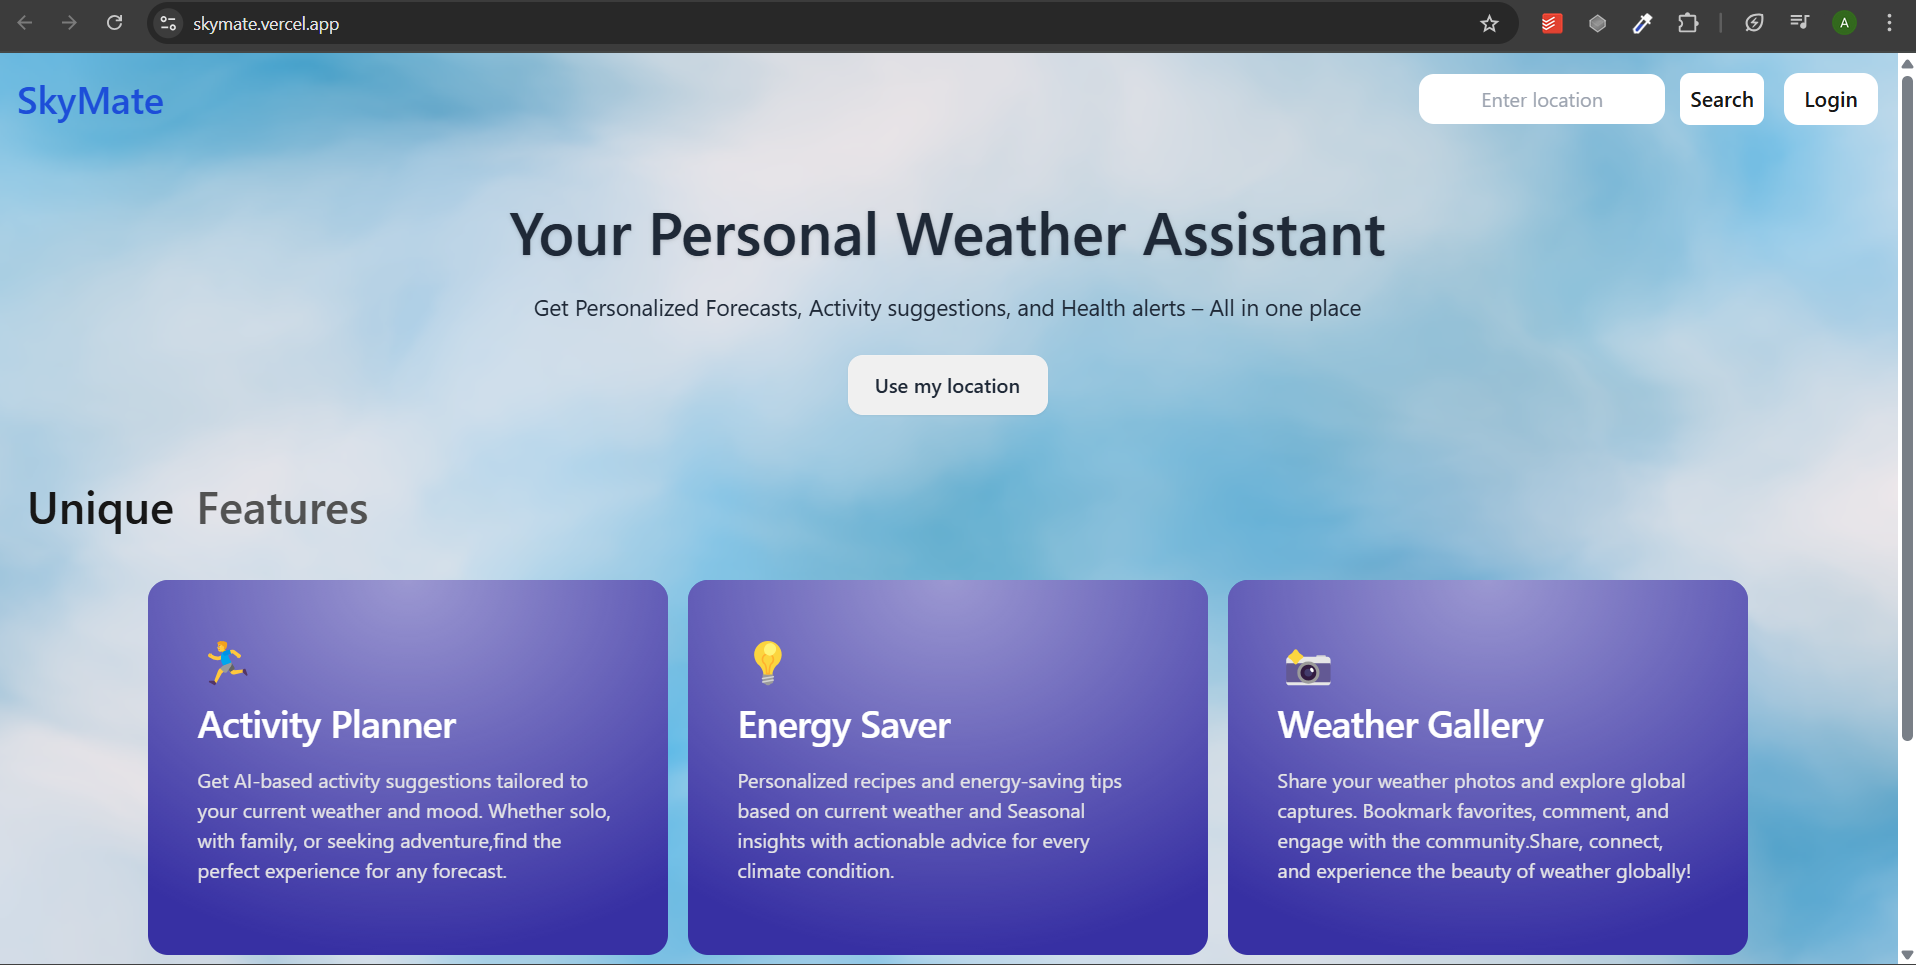 skymate.vercel.app
A
SkyMate
Enter location
Search
Login
Your Personal Weather Assistant
Get Personalized Forecasts, Activity suggestions, and Health alerts – All in one place
Use my location
Unique Features
Activity Planner
Get AI-based activity suggestions tailored to
your current weather and mood. Whether solo,
with family, or seeking adventure,find the
perfect experience for any forecast.
Energy Saver
Personalized recipes and energy-saving tips
based on current weather and Seasonal
insights with actionable advice for every
climate condition.
Weather Gallery
Share your weather photos and explore global
captures. Bookmark favorites, comment, and
engage with the community.Share, connect,
and experience the beauty of weather globally!